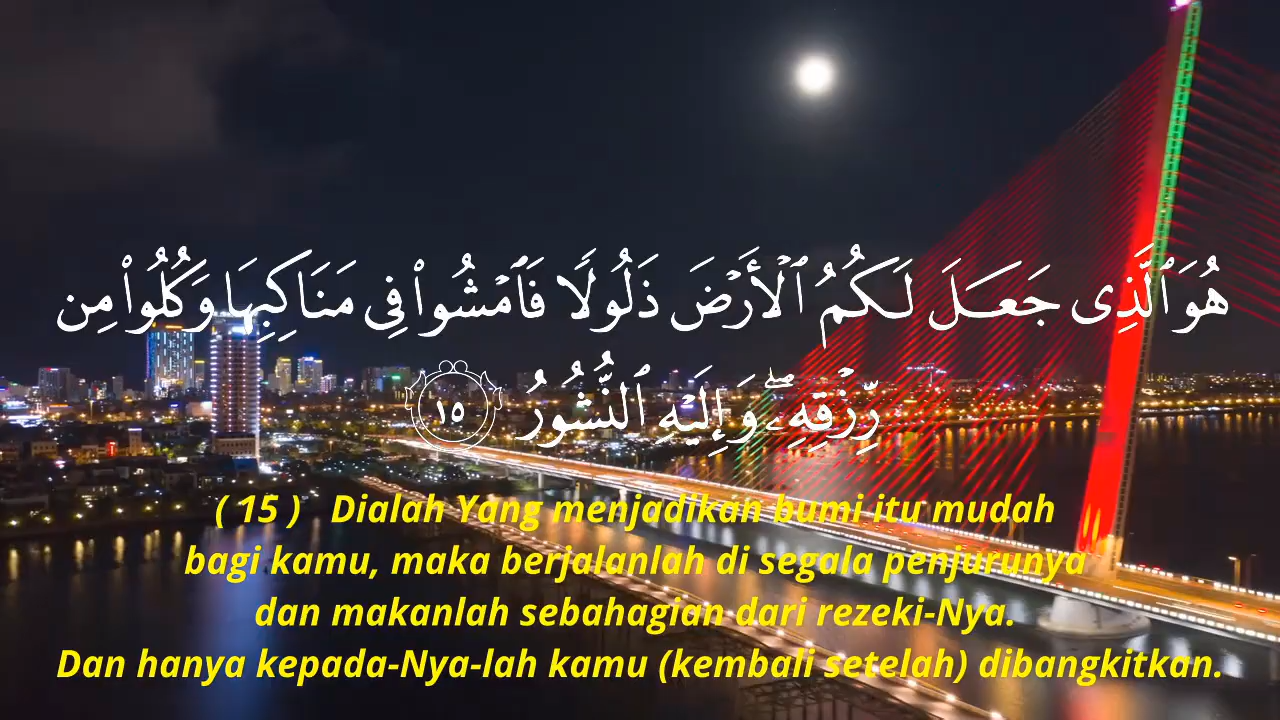 هُوَ ٱلَّذِى جَعَلَ لَكُمُ ٱلْأَرْضَ ذَلُولًا فَٱمْشُوا۟ فِى مَنَاكِبِهَا وَكُلُوا۟ مِن
رِّزْقِهِۦ ۖ وَإِلَيْهِ ٱلنُّشُورُ ١٥
( 15 ) Dialah Yang menjadikan bumi itu mudah
bagi kamu, maka berjalanlah di segala penjurunya
dan makanlah sebahagian dari rezeki-Nya.
Dan hanya kepada-Nya-lah kamu (kembali setelah) dibangkitkan.